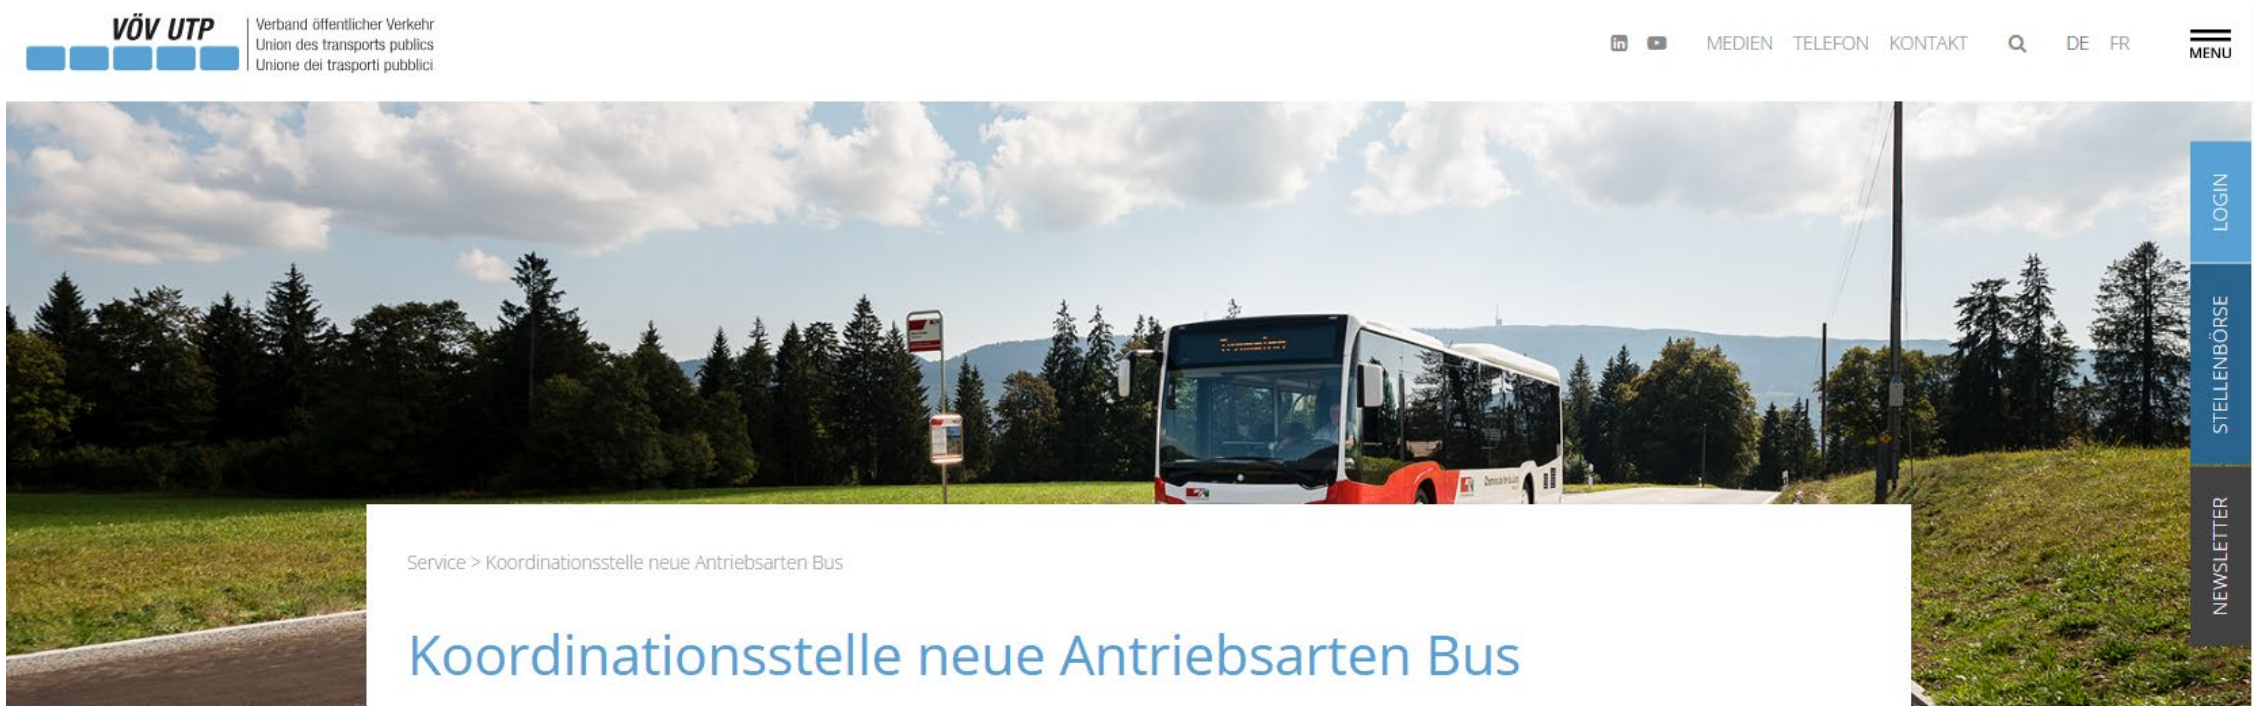 VÖV UTP
Verband öffentlicher Verkehr
Union des transports publics
Unione dei trasporti pubblici
MEDIEN TELEFON KONTAKT DE FR
MENU
LOGIN
STELLENBÖRSE
NEWSLETTER
Service > Koordinationsstelle neue Antriebsarten Bus
Koordinationsstelle neue Antriebsarten Bus